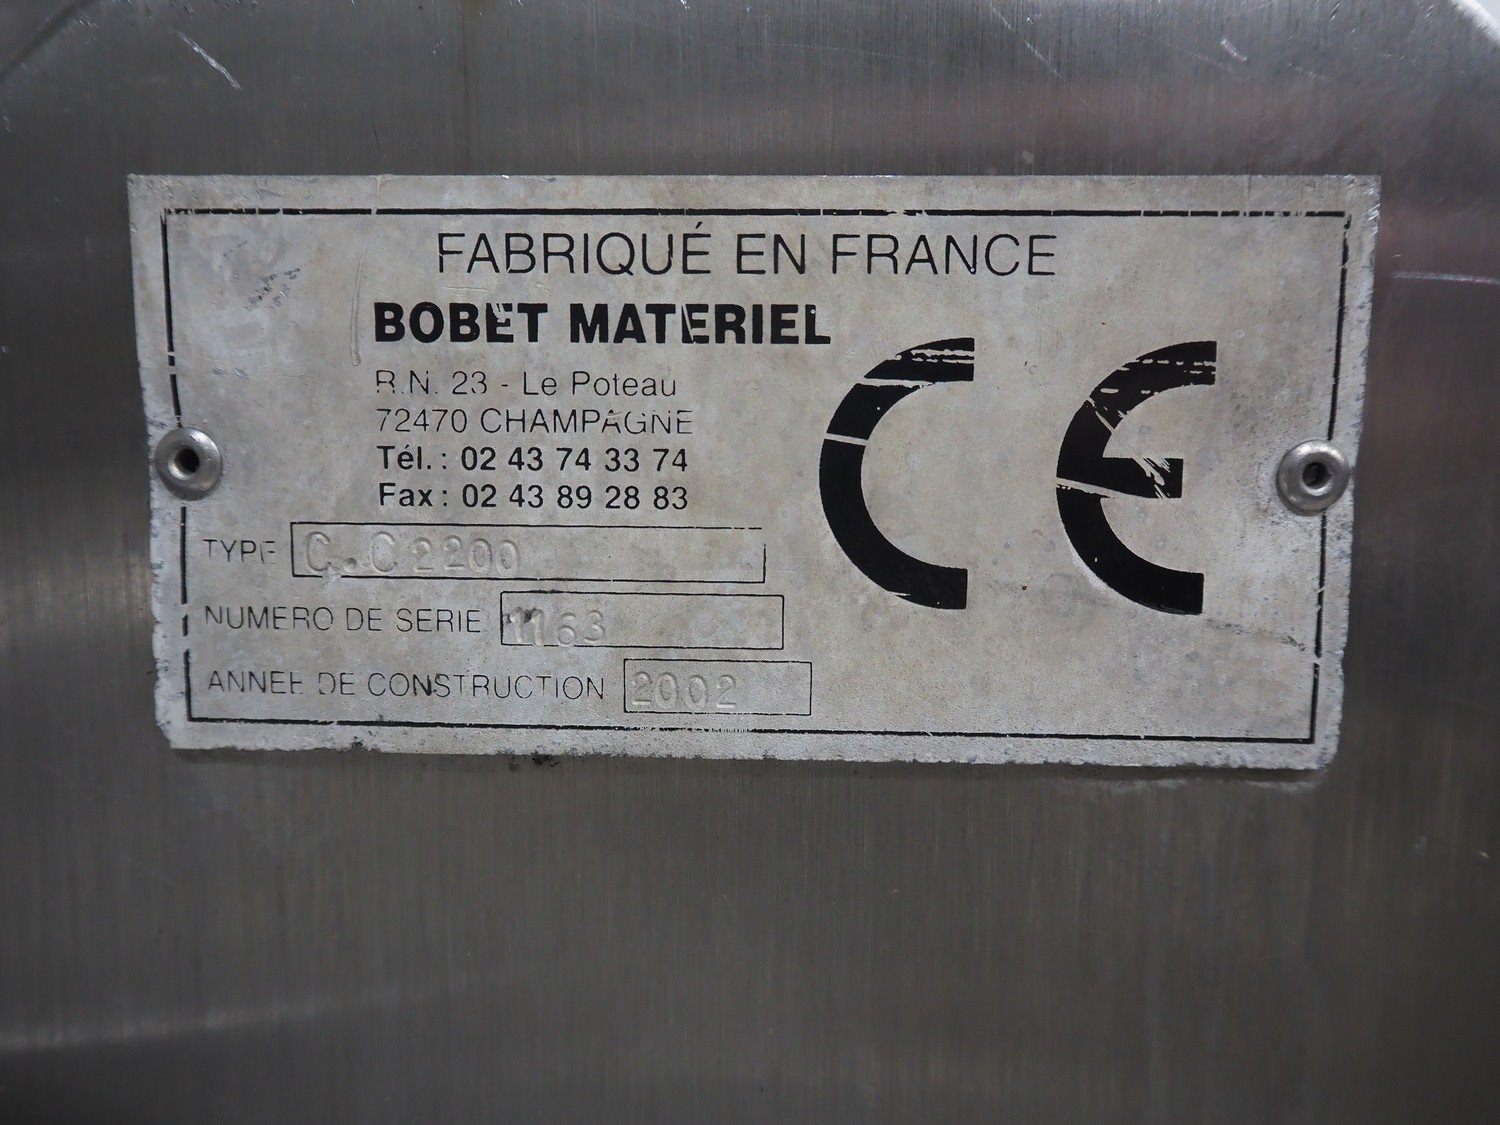 FABRIQUÉ EN FRANCE
BOBET MATERIEL
R.N. 23 - Le Poteau
72470 CHAMPAGNE
Tél. : 02 43 74 33 74
Fax : 02 43 89 28 83
CE
TYPE C.C 2200
NUMERO DE SERIE 1163
ANNEE DE CONSTRUCTION 2002